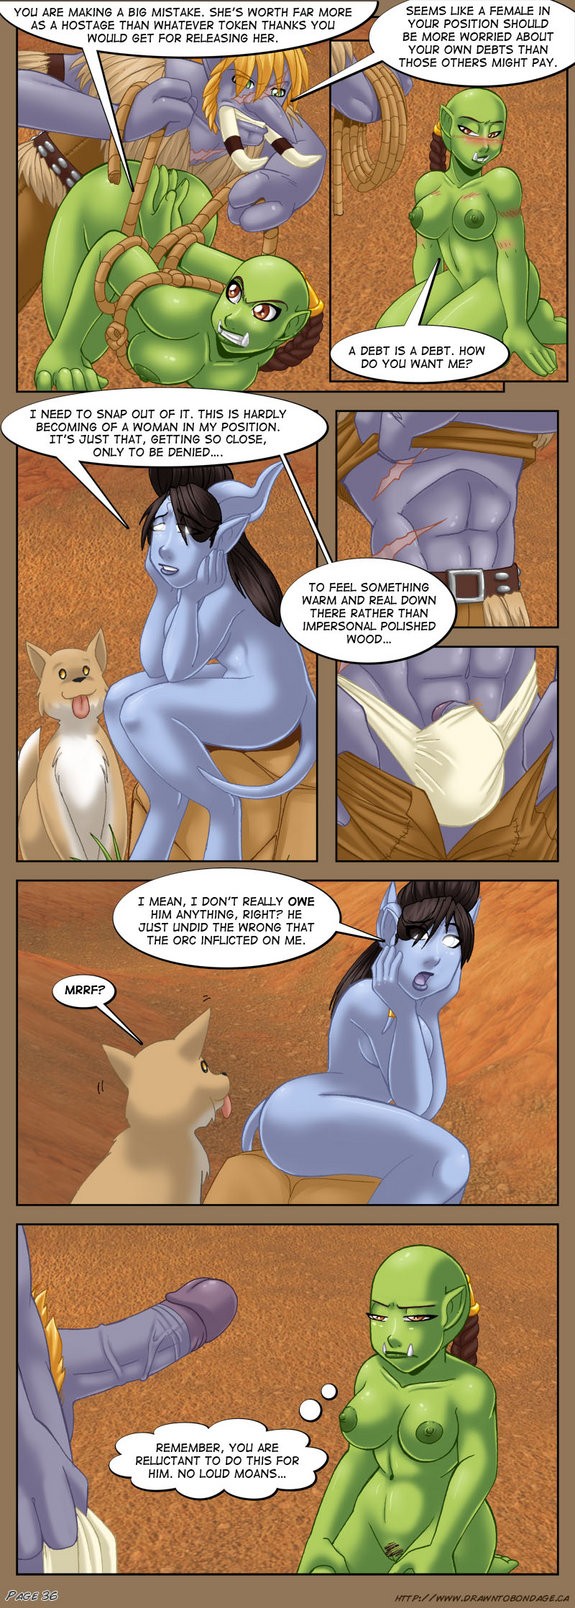 YOU ARE MAKING A BIG MISTAKE. SHE'S WORTH FAR MORE
AS A HOSTAGE THAN WHATEVER TOKEN THANKS YOU
WOULD GET FOR RELEASING HER.
SEEMS LIKE A FEMALE IN
YOUR POSITION SHOULD
BE MORE WORRIED ABOUT
YOUR OWN DEBTS THAN
THOSE OTHERS MIGHT PAY.
A DEBT IS A DEBT. HOW
DO YOU WANT ME?
I NEED TO SNAP OUT OF IT. THIS IS HARDLY
BECOMING OF A WOMAN IN MY POSITION.
IT'S JUST THAT, GETTING SO CLOSE,
ONLY TO BE DENIED....
TO FEEL SOMETHING
WARM AND REAL DOWN
THERE RATHER THAN
IMPERSONAL POLISHED
WOOD...
I MEAN, I DON'T REALLY OWE
HIM ANYTHING, RIGHT? HE
JUST UNDID THE WRONG THAT
THE ORC INFLICTED ON ME.
MRRF?
REMEMBER, YOU ARE
RELUCTANT TO DO THIS FOR
HIM. NO LOUD MOANS...
PAGE 36
HTTP://WWW.DRAWNTOBONDAGE.CA